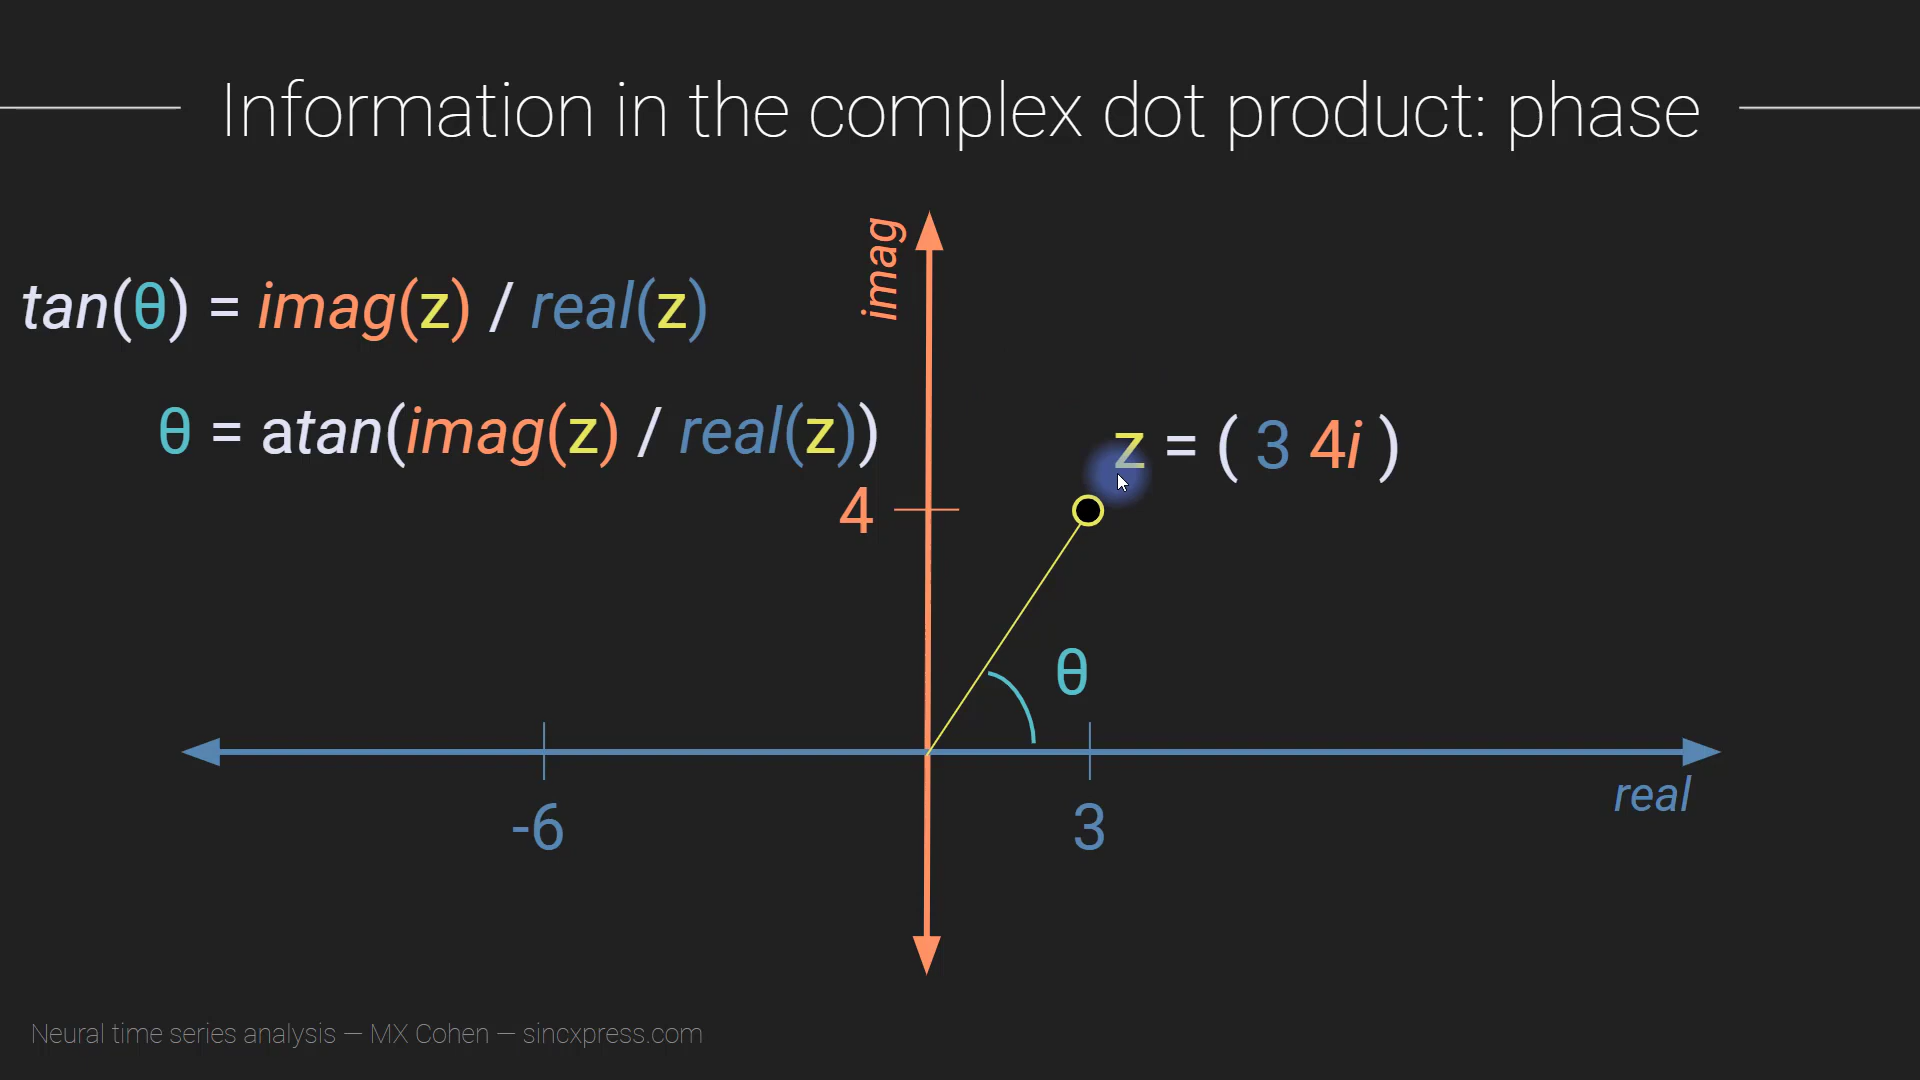 Information in the complex dot product: phase
imag
tan(θ) = imag(z) / real(z)
θ = atan(imag(z) / real(z))
z = ( 3 4i )
4
θ
real
-6
3
Neural time series analysis — MX Cohen — sincxpress.com